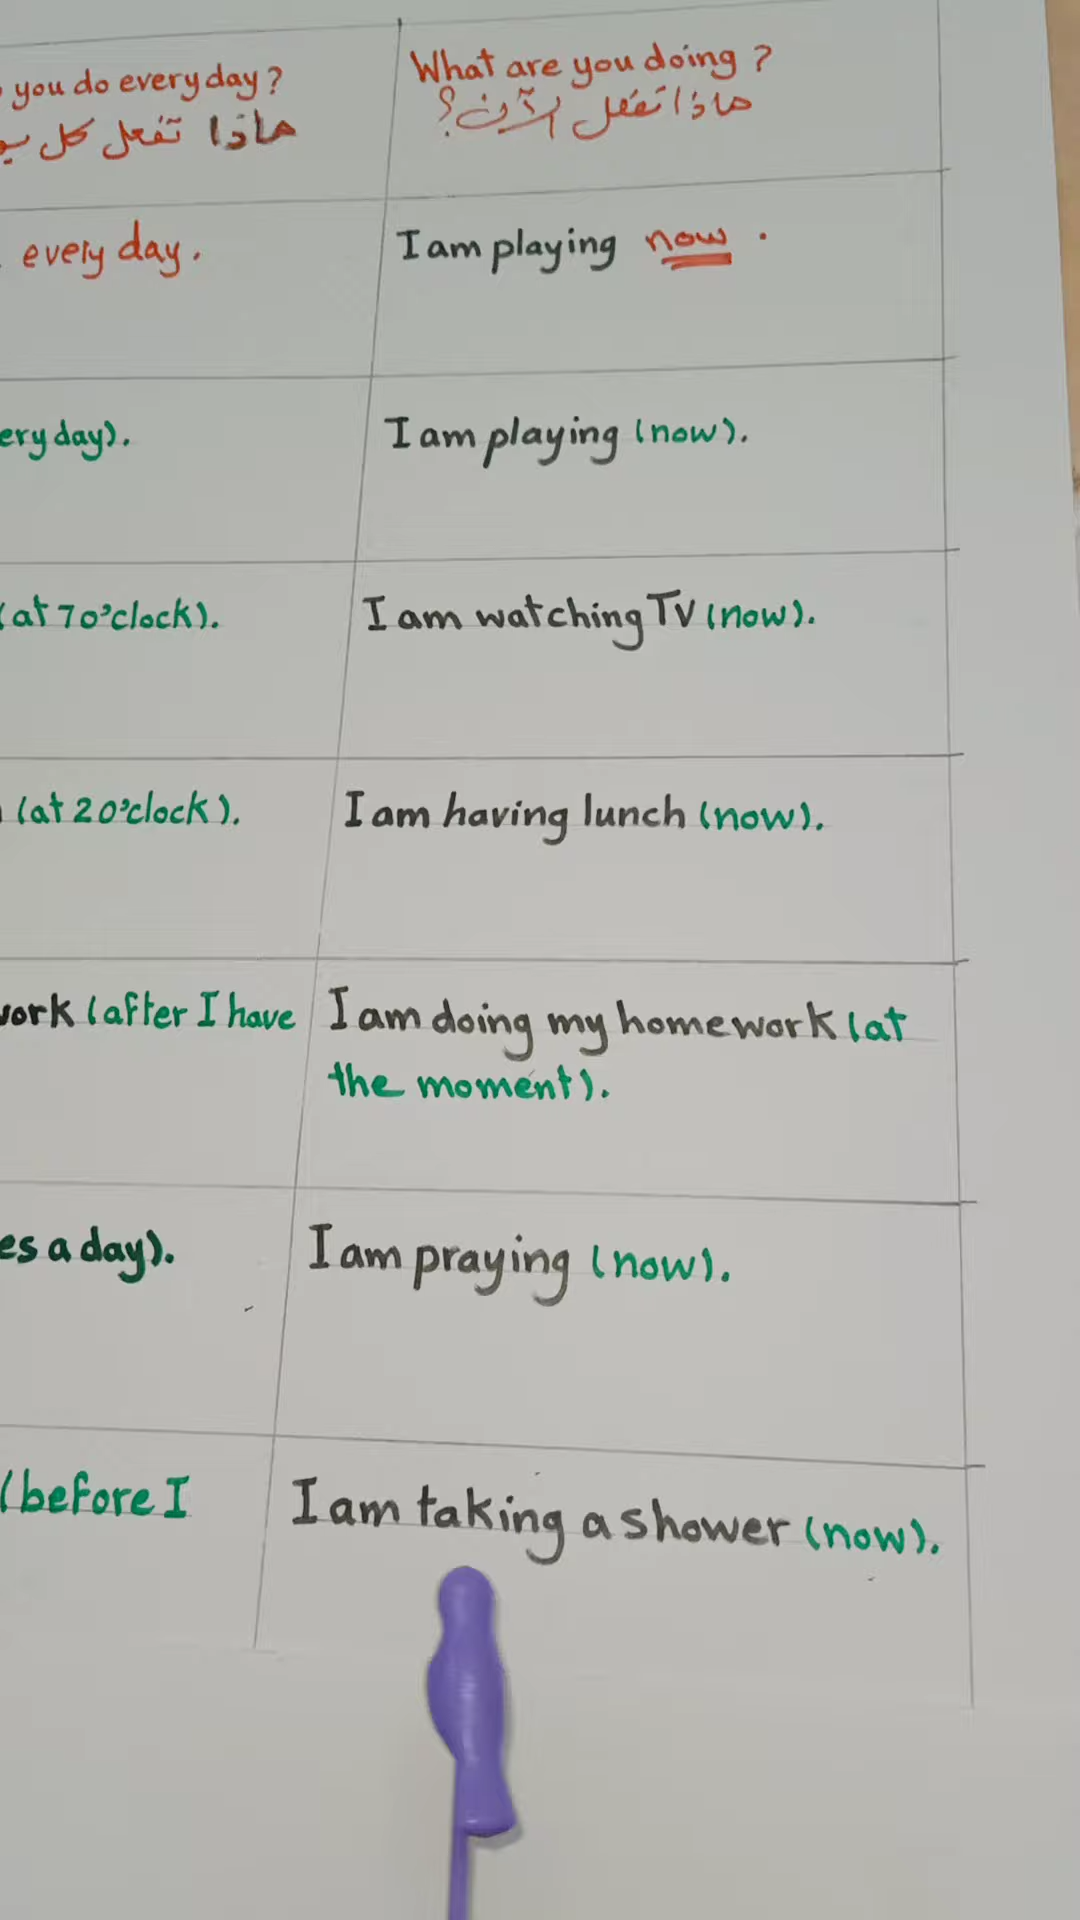 you do every day?
ماذا تفعل كل
What are you doing?
ماذا تفعل الآن؟
every day.
I am playing now.
ery day).
I am playing (now).
(at 7 o'clock).
I am watching TV (now).
(at 2 o'clock).
I am having lunch (now).
work (after I have
I am doing my homework (at
the moment).
es a day).
I am praying (now).
(before I
I am taking a shower (now).